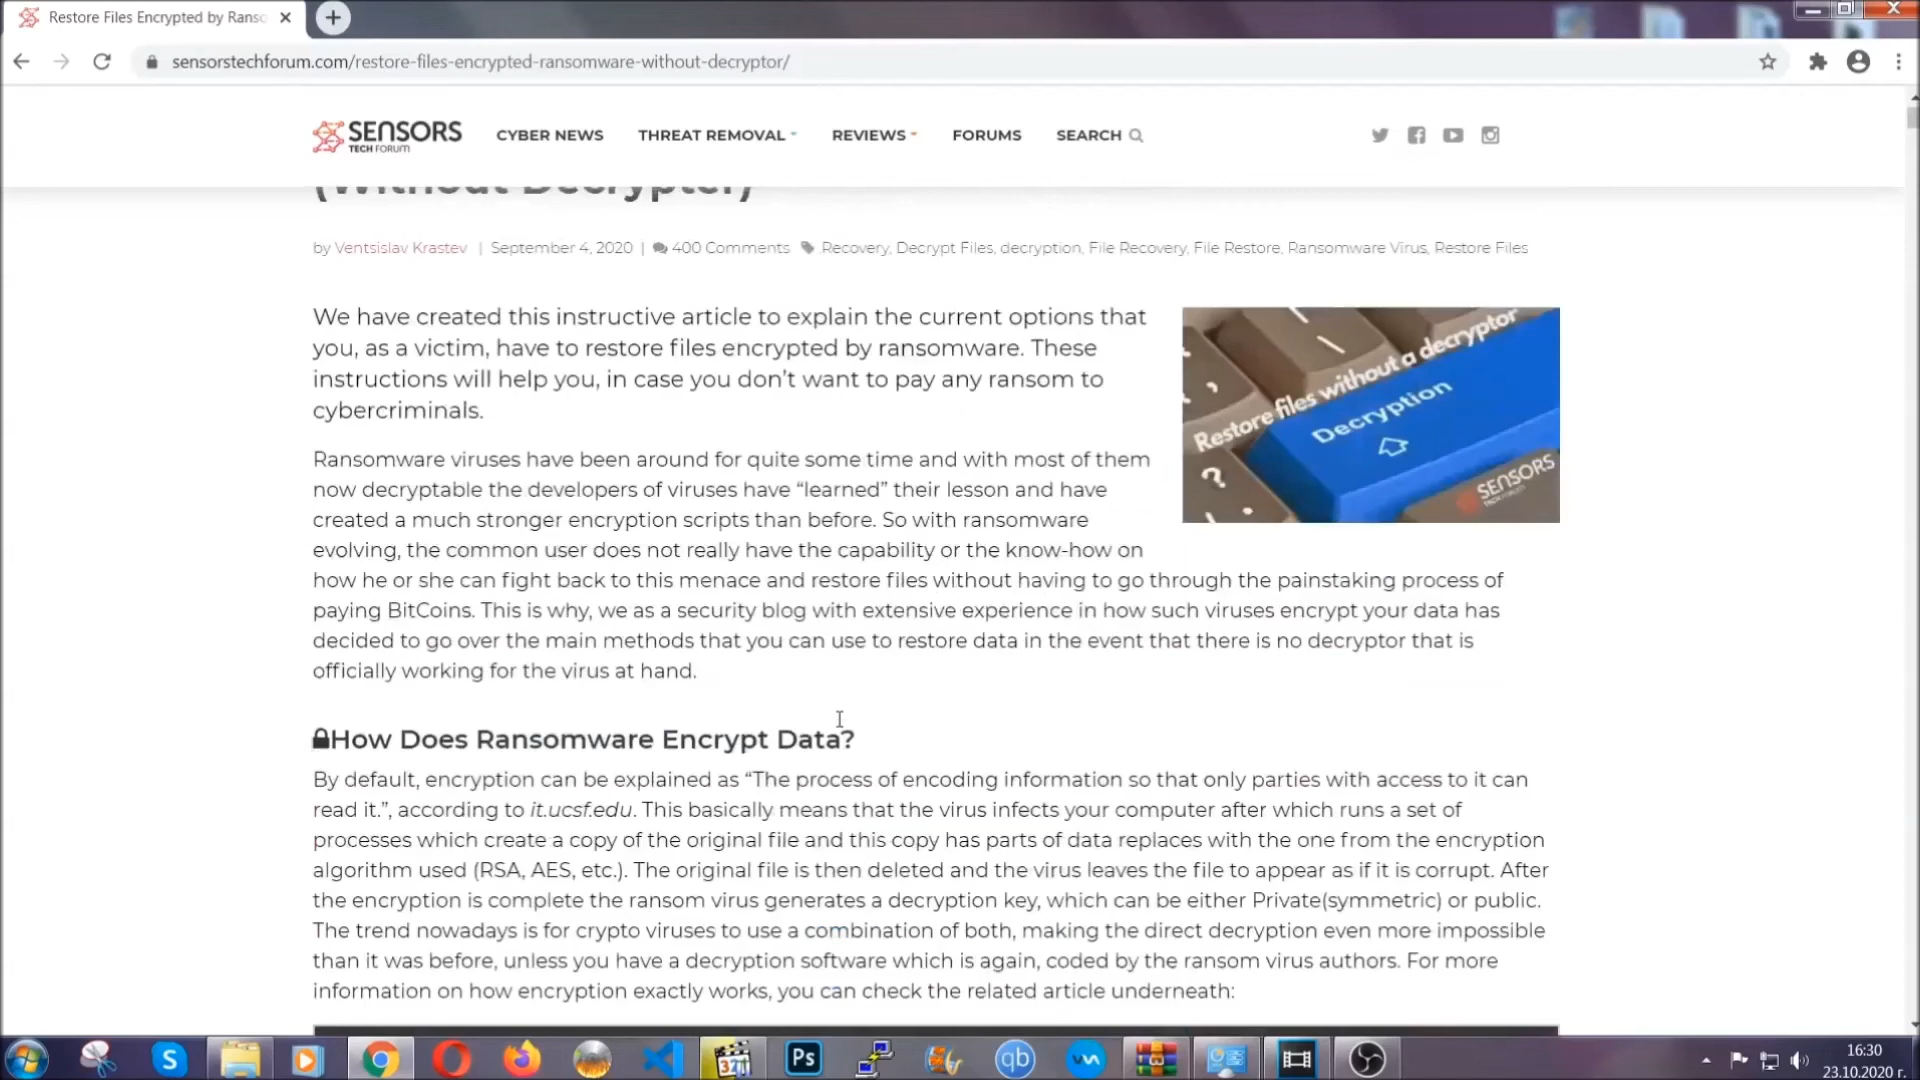 Restore Files Encrypted by Ranso
sensorstechforum.com/restore-files-encrypted-ransomware-without-decryptor/
SENSORS
TECH FORUM
CYBER NEWS
THREAT REMOVAL
REVIEWS
FORUMS
SEARCH
(Without Decrypter)
by Ventsislav Krastev | September 4, 2020 | 400 Comments Recovery, Decrypt Files, decryption, File Recovery, File Restore, Ransomware Virus, Restore Files
We have created this instructive article to explain the current options that
you, as a victim, have to restore files encrypted by ransomware. These
instructions will help you, in case you don’t want to pay any ransom to
cybercriminals.
Restore files without a decryptor
Decryption
SENSORS
Ransomware viruses have been around for quite some time and with most of them
now decryptable the developers of viruses have “learned” their lesson and have
created a much stronger encryption scripts than before. So with ransomware
evolving, the common user does not really have the capability or the know-how on
how he or she can fight back to this menace and restore files without having to go through the painstaking process of
paying BitCoins. This is why, we as a security blog with extensive experience in how such viruses encrypt your data has
decided to go over the main methods that you can use to restore data in the event that there is no decryptor that is
officially working for the virus at hand.
How Does Ransomware Encrypt Data?
By default, encryption can be explained as “The process of encoding information so that only parties with access to it can
read it.”, according to it.ucsf.edu. This basically means that the virus infects your computer after which runs a set of
processes which create a copy of the original file and this copy has parts of data replaces with the one from the encryption
algorithm used (RSA, AES, etc.). The original file is then deleted and the virus leaves the file to appear as if it is corrupt. After
the encryption is complete the ransom virus generates a decryption key, which can be either Private(symmetric) or public.
The trend nowadays is for crypto viruses to use a combination of both, making the direct decryption even more impossible
than it was before, unless you have a decryption software which is again, coded by the ransom virus authors. For more
information on how encryption exactly works, you can check the related article underneath:
S
321
Ps
qb
16:30
23.10.2020 г.